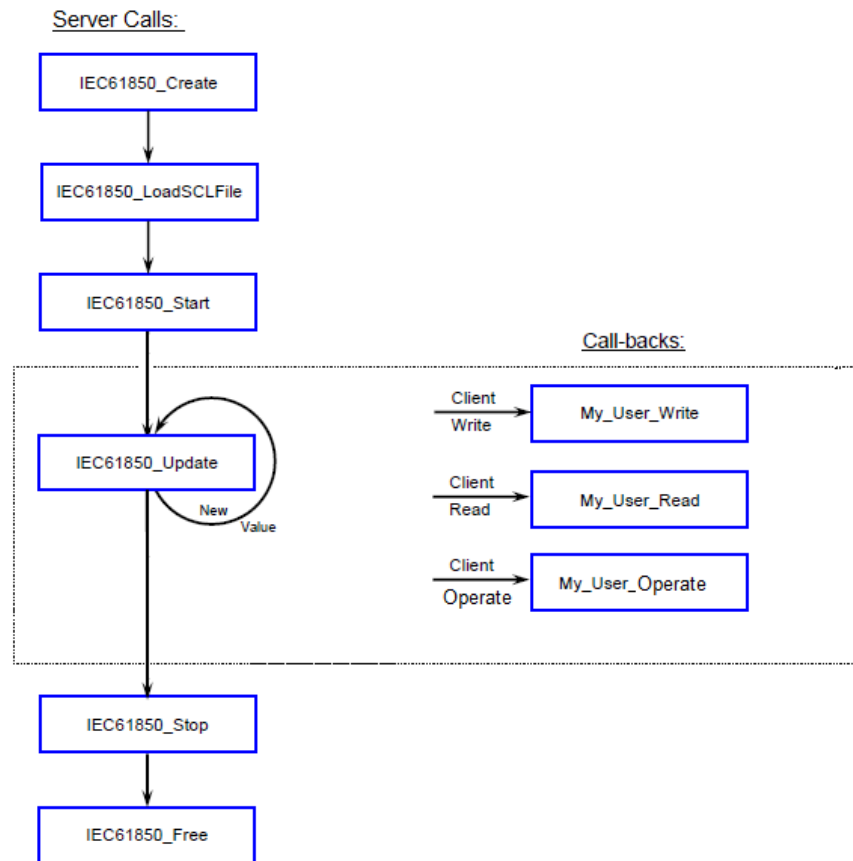 Server Calls:
IEC61850_Create
IEC61850_LoadSCLFile
IEC61850_Start
Call-backs:
Client
Write
My_User_Write
IEC61850_Update
New
Value
Client
Read
My_User_Read
Client
Operate
My_User_Operate
IEC61850_Stop
IEC61850_Free